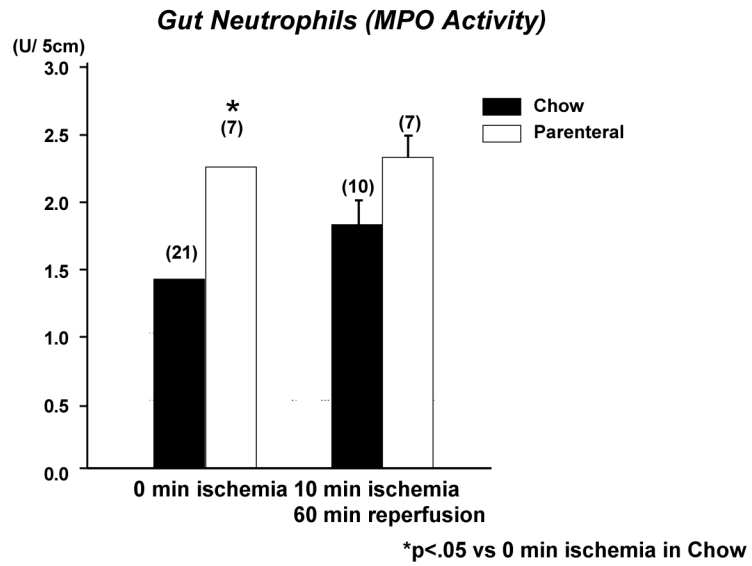 Gut Neutrophils (MPO Activity)
(U/ 5cm)
3.0
2.5
2.0
1.5
1.0
0.5
0.0
*
(7)
(21)
(7)
(10)
Chow
Parenteral
0 min ischemia 10 min ischemia
60 min reperfusion
*p<.05 vs 0 min ischemia in Chow